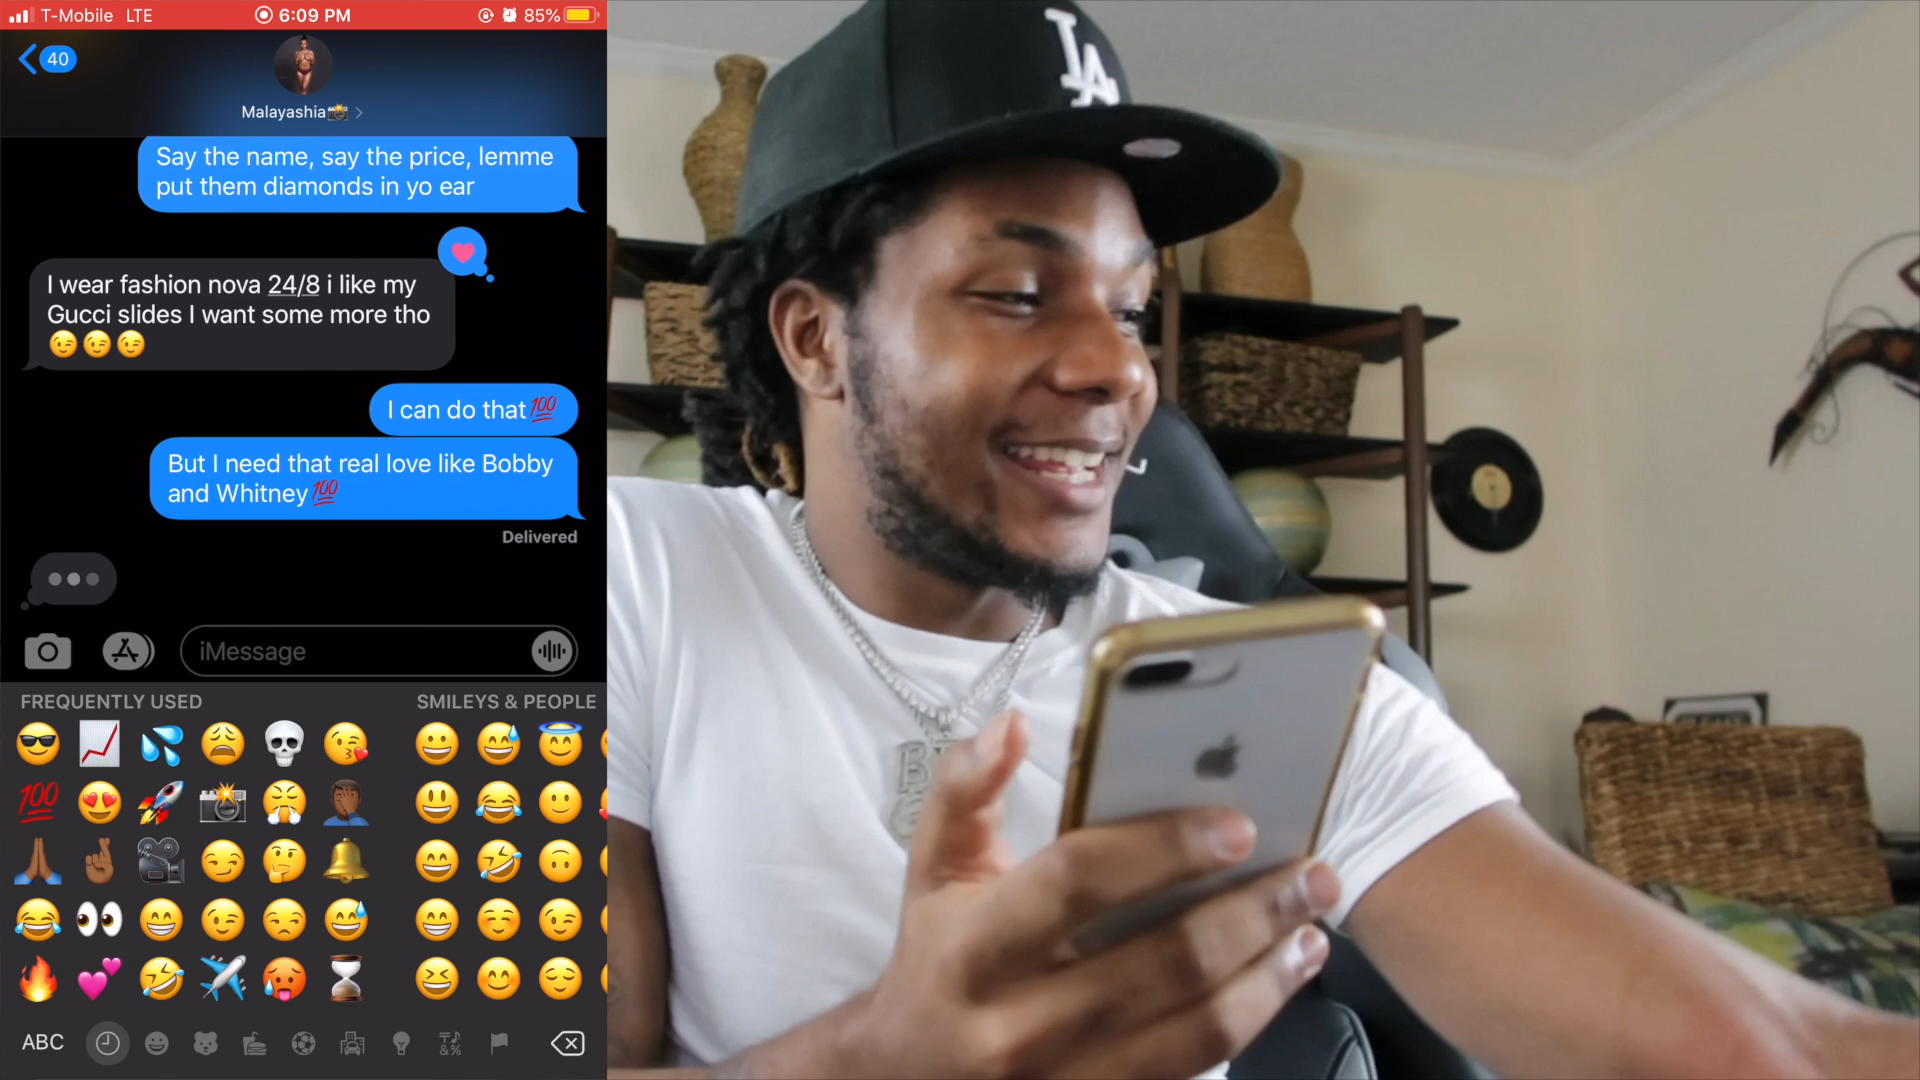 T-Mobile LTE 6:09 PM 85%
40
Malayashia📸 >
Say the name, say the price, lemme
put them diamonds in yo ear
I wear fashion nova 24/8 i like my
Gucci slides I want some more tho
😉😉😉
I can do that💯
But I need that real love like Bobby
and Whitney💯
Delivered
iMessage
FREQUENTLY USED SMILEYS & PEOPLE
ABC
LA